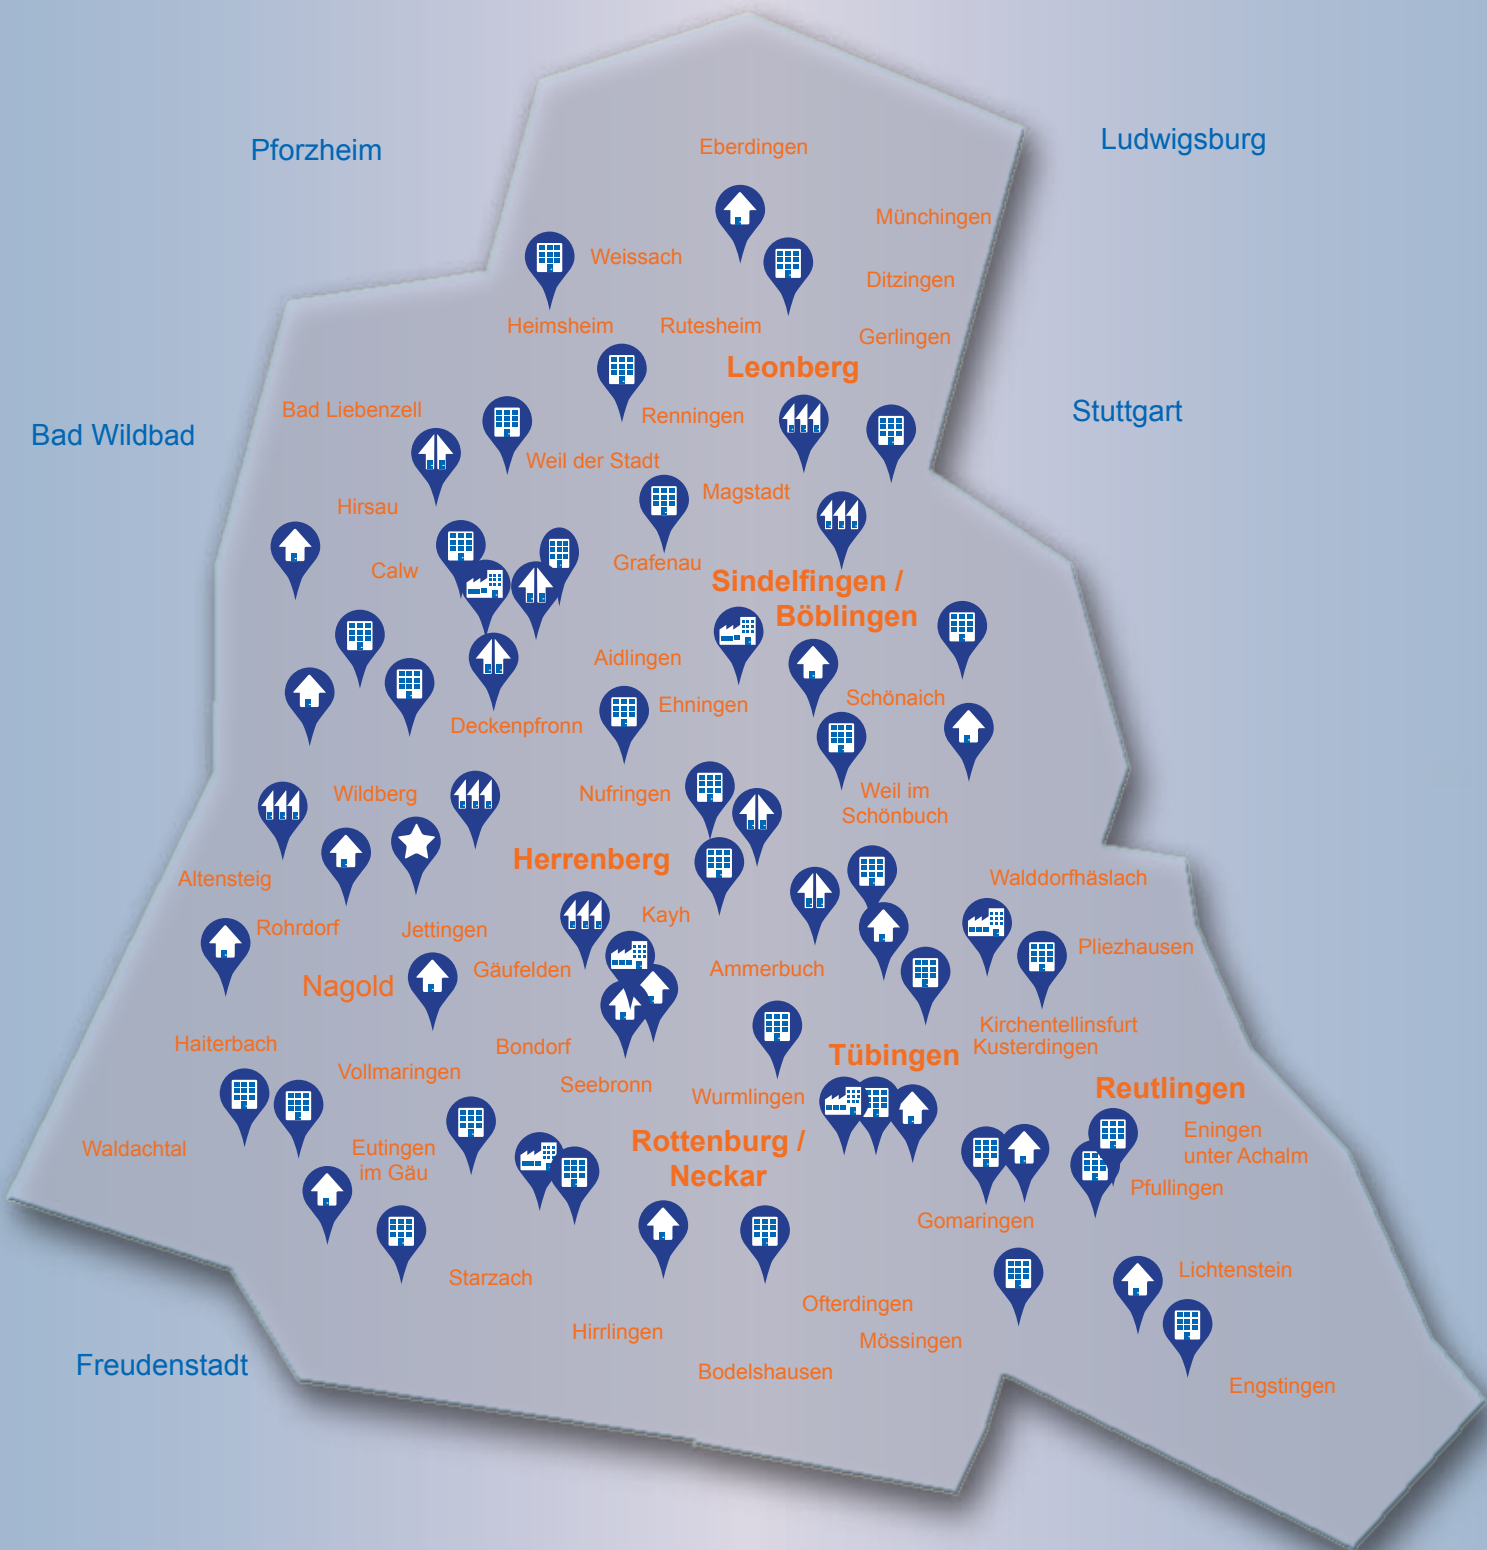 Pforzheim
Ludwigsburg
Eberdingen
Münchingen
Weissach
Ditzingen
Heimsheim
Rutesheim
Gerlingen
Leonberg
Bad Liebenzell
Renningen
Stuttgart
Bad Wildbad
Weil der Stadt
Magstadt
Hirsau
Calw
Grafenau
Sindelfingen /
Böblingen
Aidlingen
Ehningen
Schönaich
Deckenpfronn
Wildberg
Nufringen
Weil im
Schönbuch
Herrenberg
Altensteig
Walddorfhäslach
Rohrdorf
Jettingen
Kayh
Pliezhausen
Gäufelden
Ammerbuch
Nagold
Kirchentellinsfurt
Kusterdingen
Haiterbach
Bondorf
Tübingen
Vollmaringen
Seebronn
Wurmlingen
Reutlingen
Waldachtal
Eutingen
im Gäu
Rottenburg /
Neckar
Eningen
unter Achalm
Pfullingen
Gomaringen
Starzach
Lichtenstein
Ofterdingen
Hirrlingen
Mössingen
Freudenstadt
Bodelshausen
Engstingen